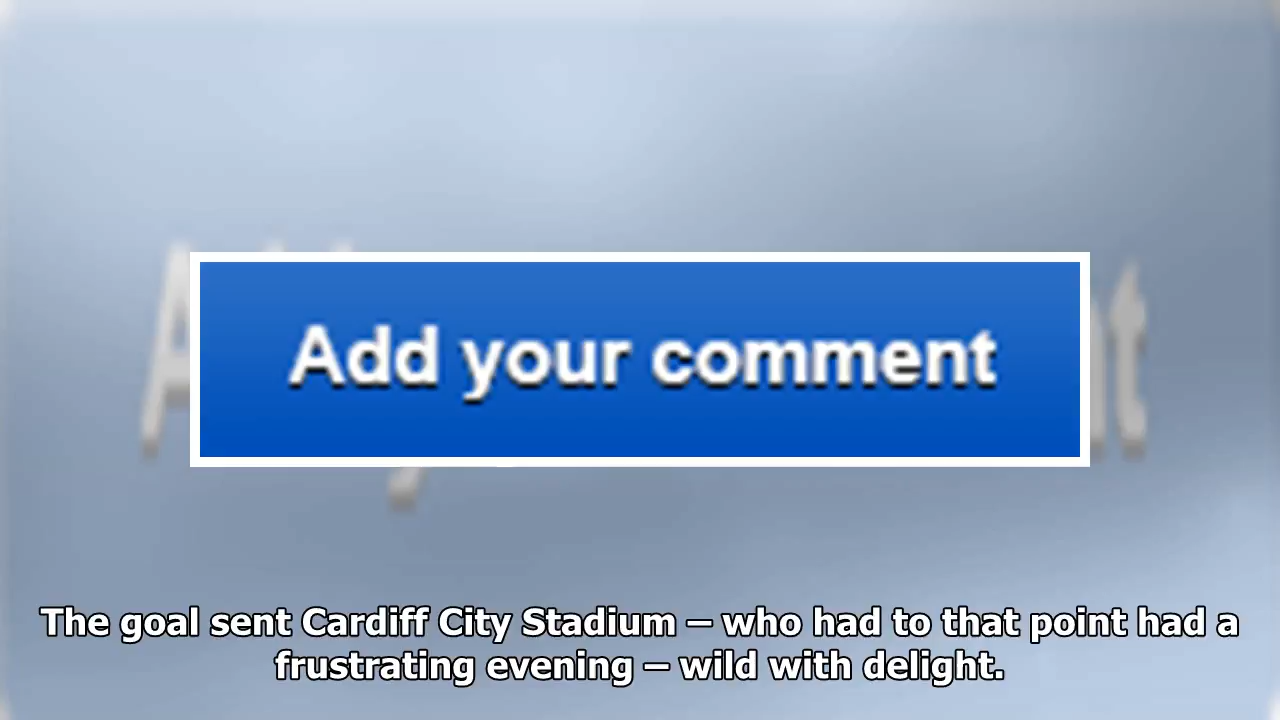 Add your comment
The goal sent Cardiff City Stadium – who had to that point had a
frustrating evening – wild with delight.